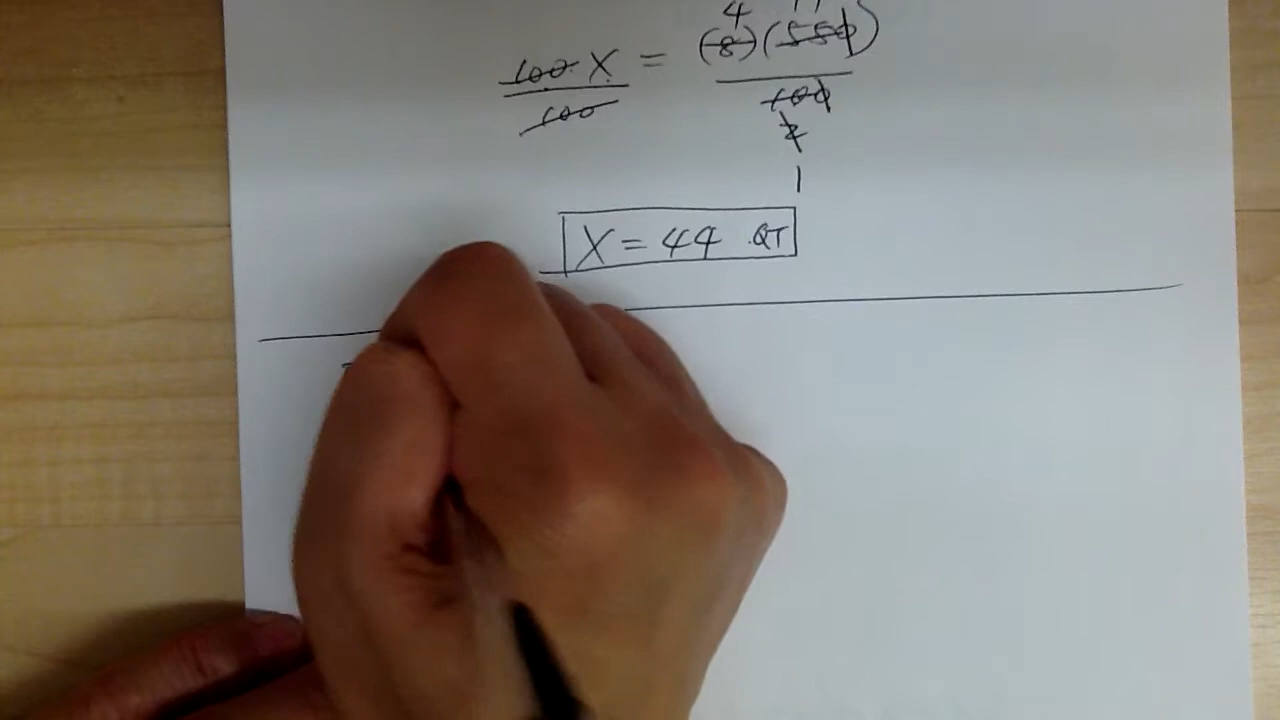 4 11
100 X = (8)(550)
100 100
2
1
X = 44 QT